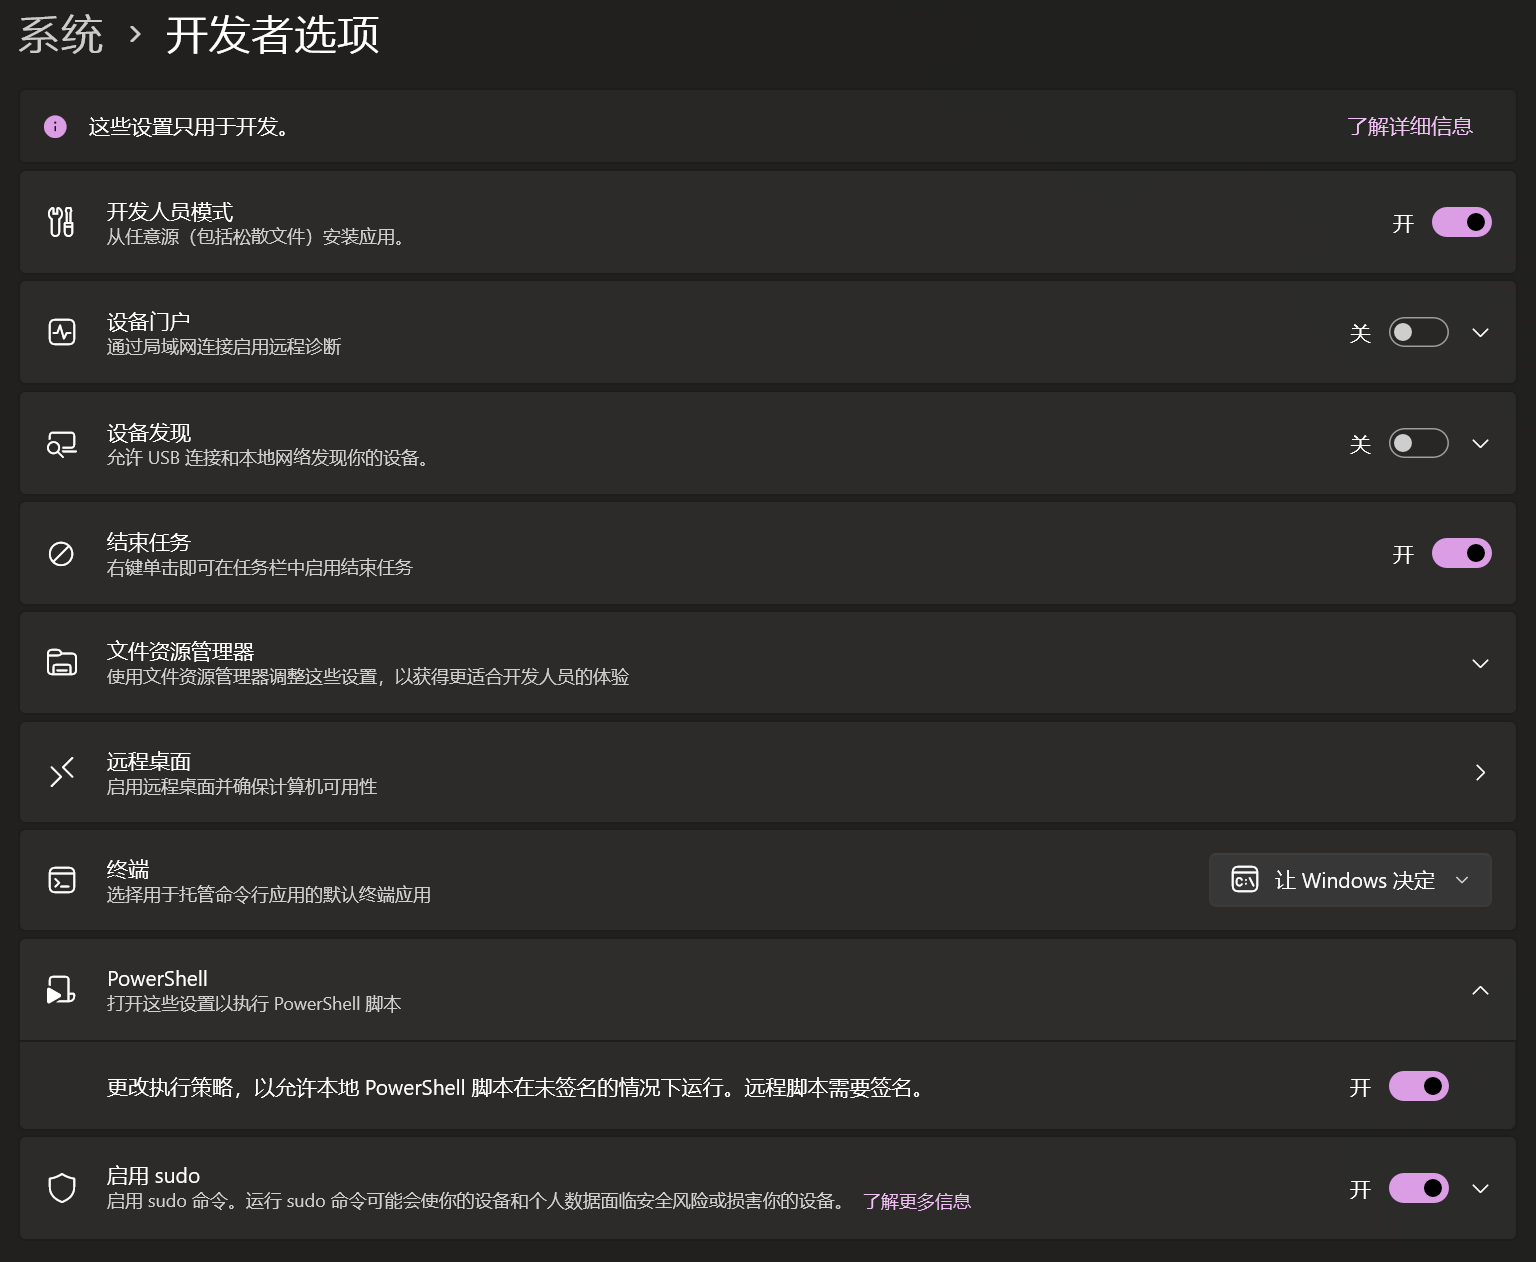 系统 › 开发者选项
这些设置只用于开发。 了解详细信息
开发人员模式
从任意源（包括松散文件）安装应用。
开
设备门户
通过局域网连接启用远程诊断
关
设备发现
允许 USB 连接和本地网络发现你的设备。
关
结束任务
右键单击即可在任务栏中启用结束任务
开
文件资源管理器
使用文件资源管理器调整这些设置，以获得更适合开发人员的体验
远程桌面
启用远程桌面并确保计算机可用性
终端
选择用于托管命令行应用的默认终端应用
C:\ 让 Windows 决定
PowerShell
打开这些设置以执行 PowerShell 脚本
更改执行策略，以允许本地 PowerShell 脚本在未签名的情况下运行。远程脚本需要签名。 开
启用 sudo
启用 sudo 命令。运行 sudo 命令可能会使你的设备和个人数据面临安全风险或损害你的设备。 了解更多信息
开